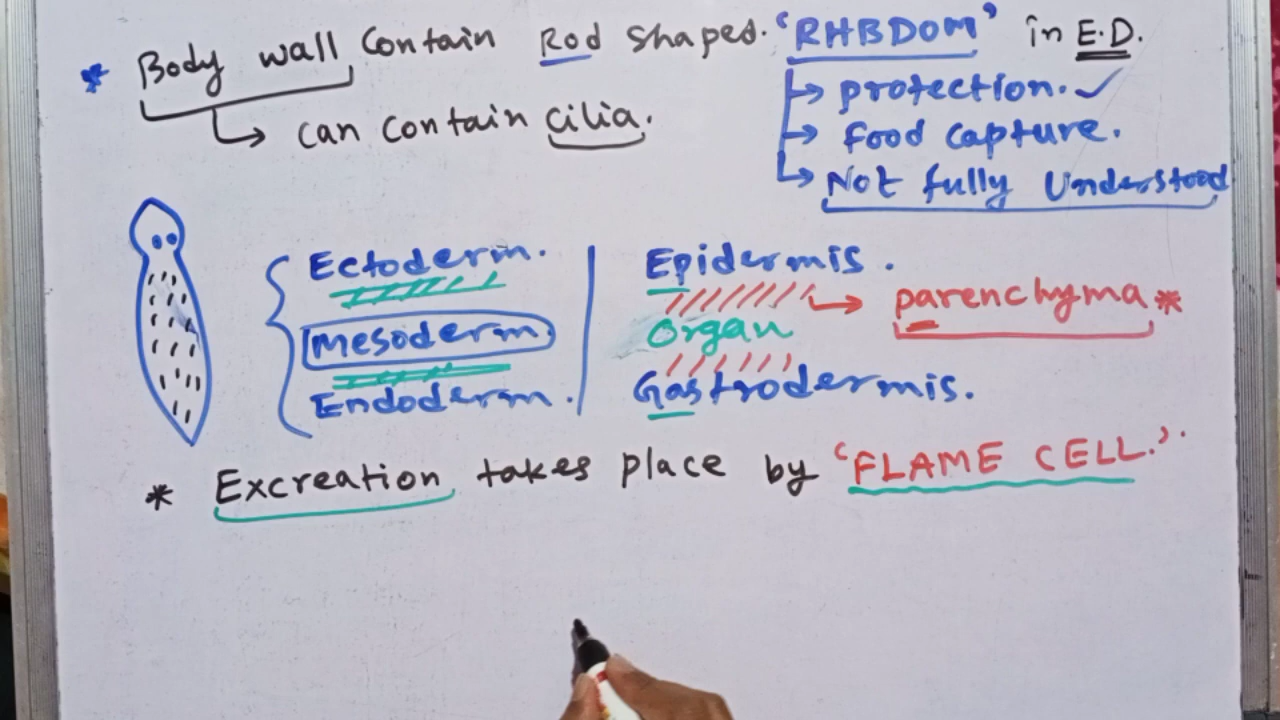 * Body wall contain Rod shaped. 'RHBDOM' in E.D.
→ protection. ✓
→ can contain cilia.
→ food capture.
→ Not fully Understood
Ectoderm.
Mesoderm.
Endoderm.
Epidermis.
→ parenchyma *
Organ
Gastrodermis.
* Excreation takes place by 'FLAME CELL.'